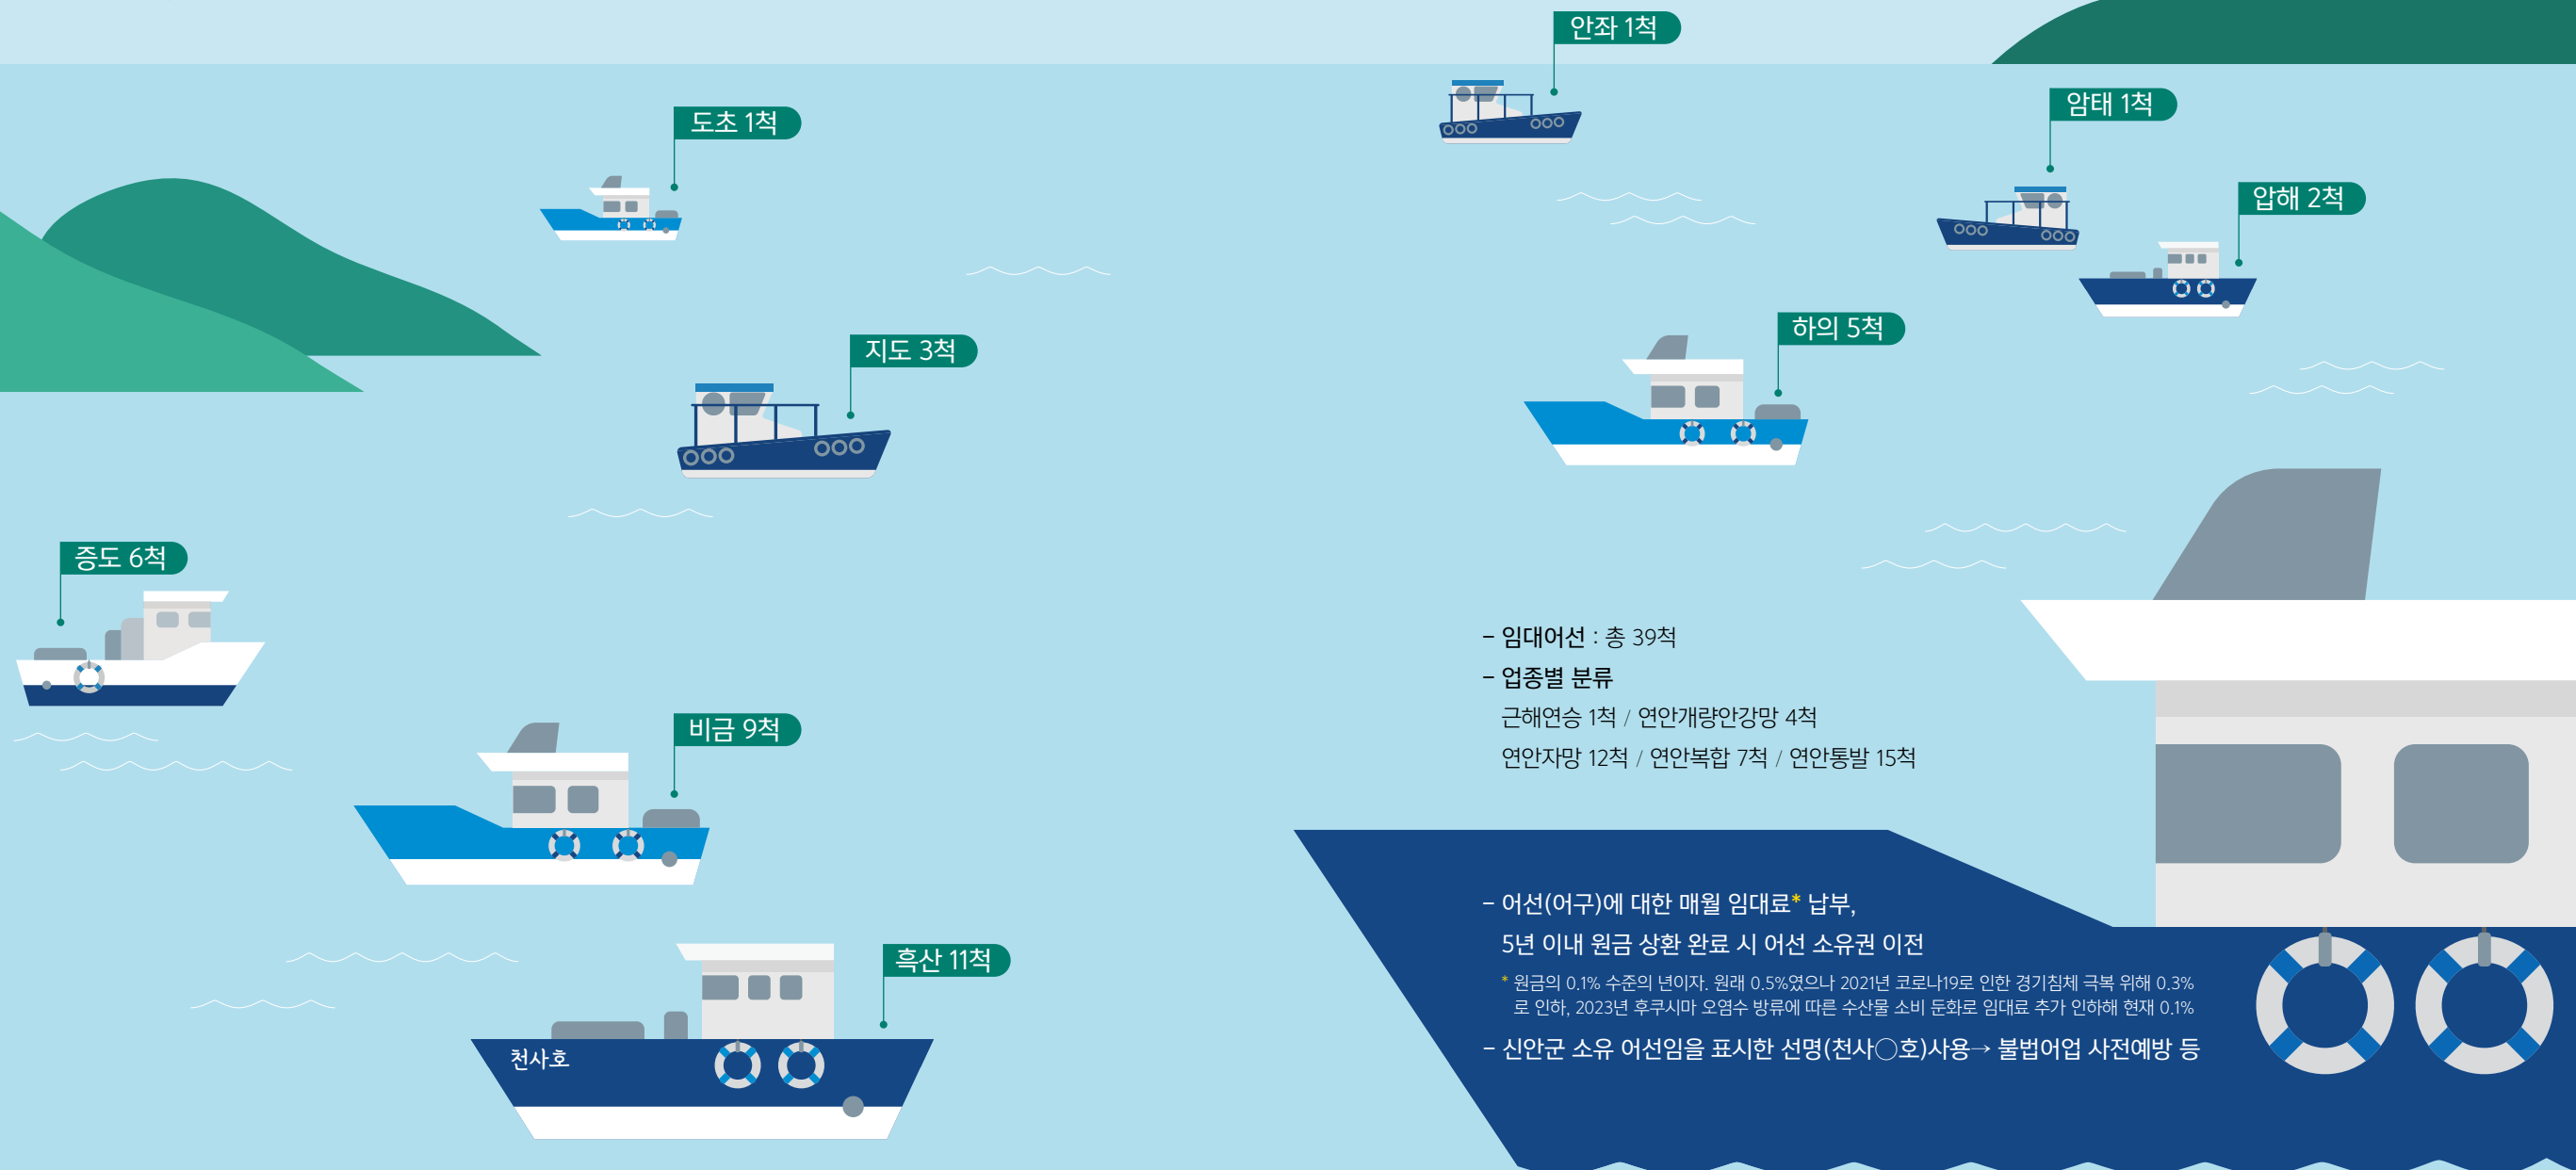 안좌 1척
암태 1척
도초 1척
압해 2척
하의 5척
지도 3척
증도 6척
비금 9척
흑산 11척
천사호
– 임대어선 : 총 39척
– 업종별 분류
근해연승 1척 / 연안개량안강망 4척
연안자망 12척 / 연안복합 7척 / 연안통발 15척
– 어선(어구)에 대한 매월 임대료* 납부,
5년 이내 원금 상환 완료 시 어선 소유권 이전
* 원금의 0.1% 수준의 년이자. 원래 0.5%였으나 2021년 코로나19로 인한 경기침체 극복 위해 0.3%
로 인하, 2023년 후쿠시마 오염수 방류에 따른 수산물 소비 둔화로 임대료 추가 인하해 현재 0.1%
– 신안군 소유 어선임을 표시한 선명(천사○호)사용→ 불법어업 사전예방 등